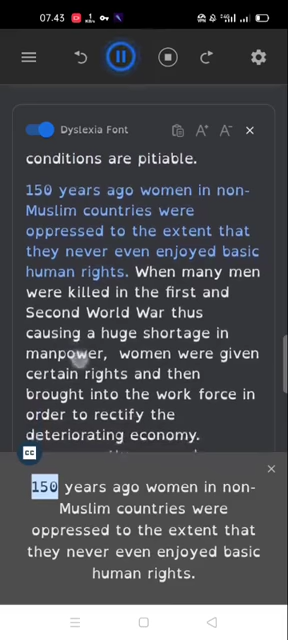 07.43
Dyslexia Font
A+
A-
conditions are pitiable.
150 years ago women in non-
Muslim countries were
oppressed to the extent that
they never even enjoyed basic
human rights. When many men
were killed in the first and
Second World War thus
causing a huge shortage in
manpower, women were given
certain rights and then
brought into the work force in
order to rectify the
deteriorating economy.
CC
150 years ago women in non-
Muslim countries were
oppressed to the extent that
they never even enjoyed basic
human rights.